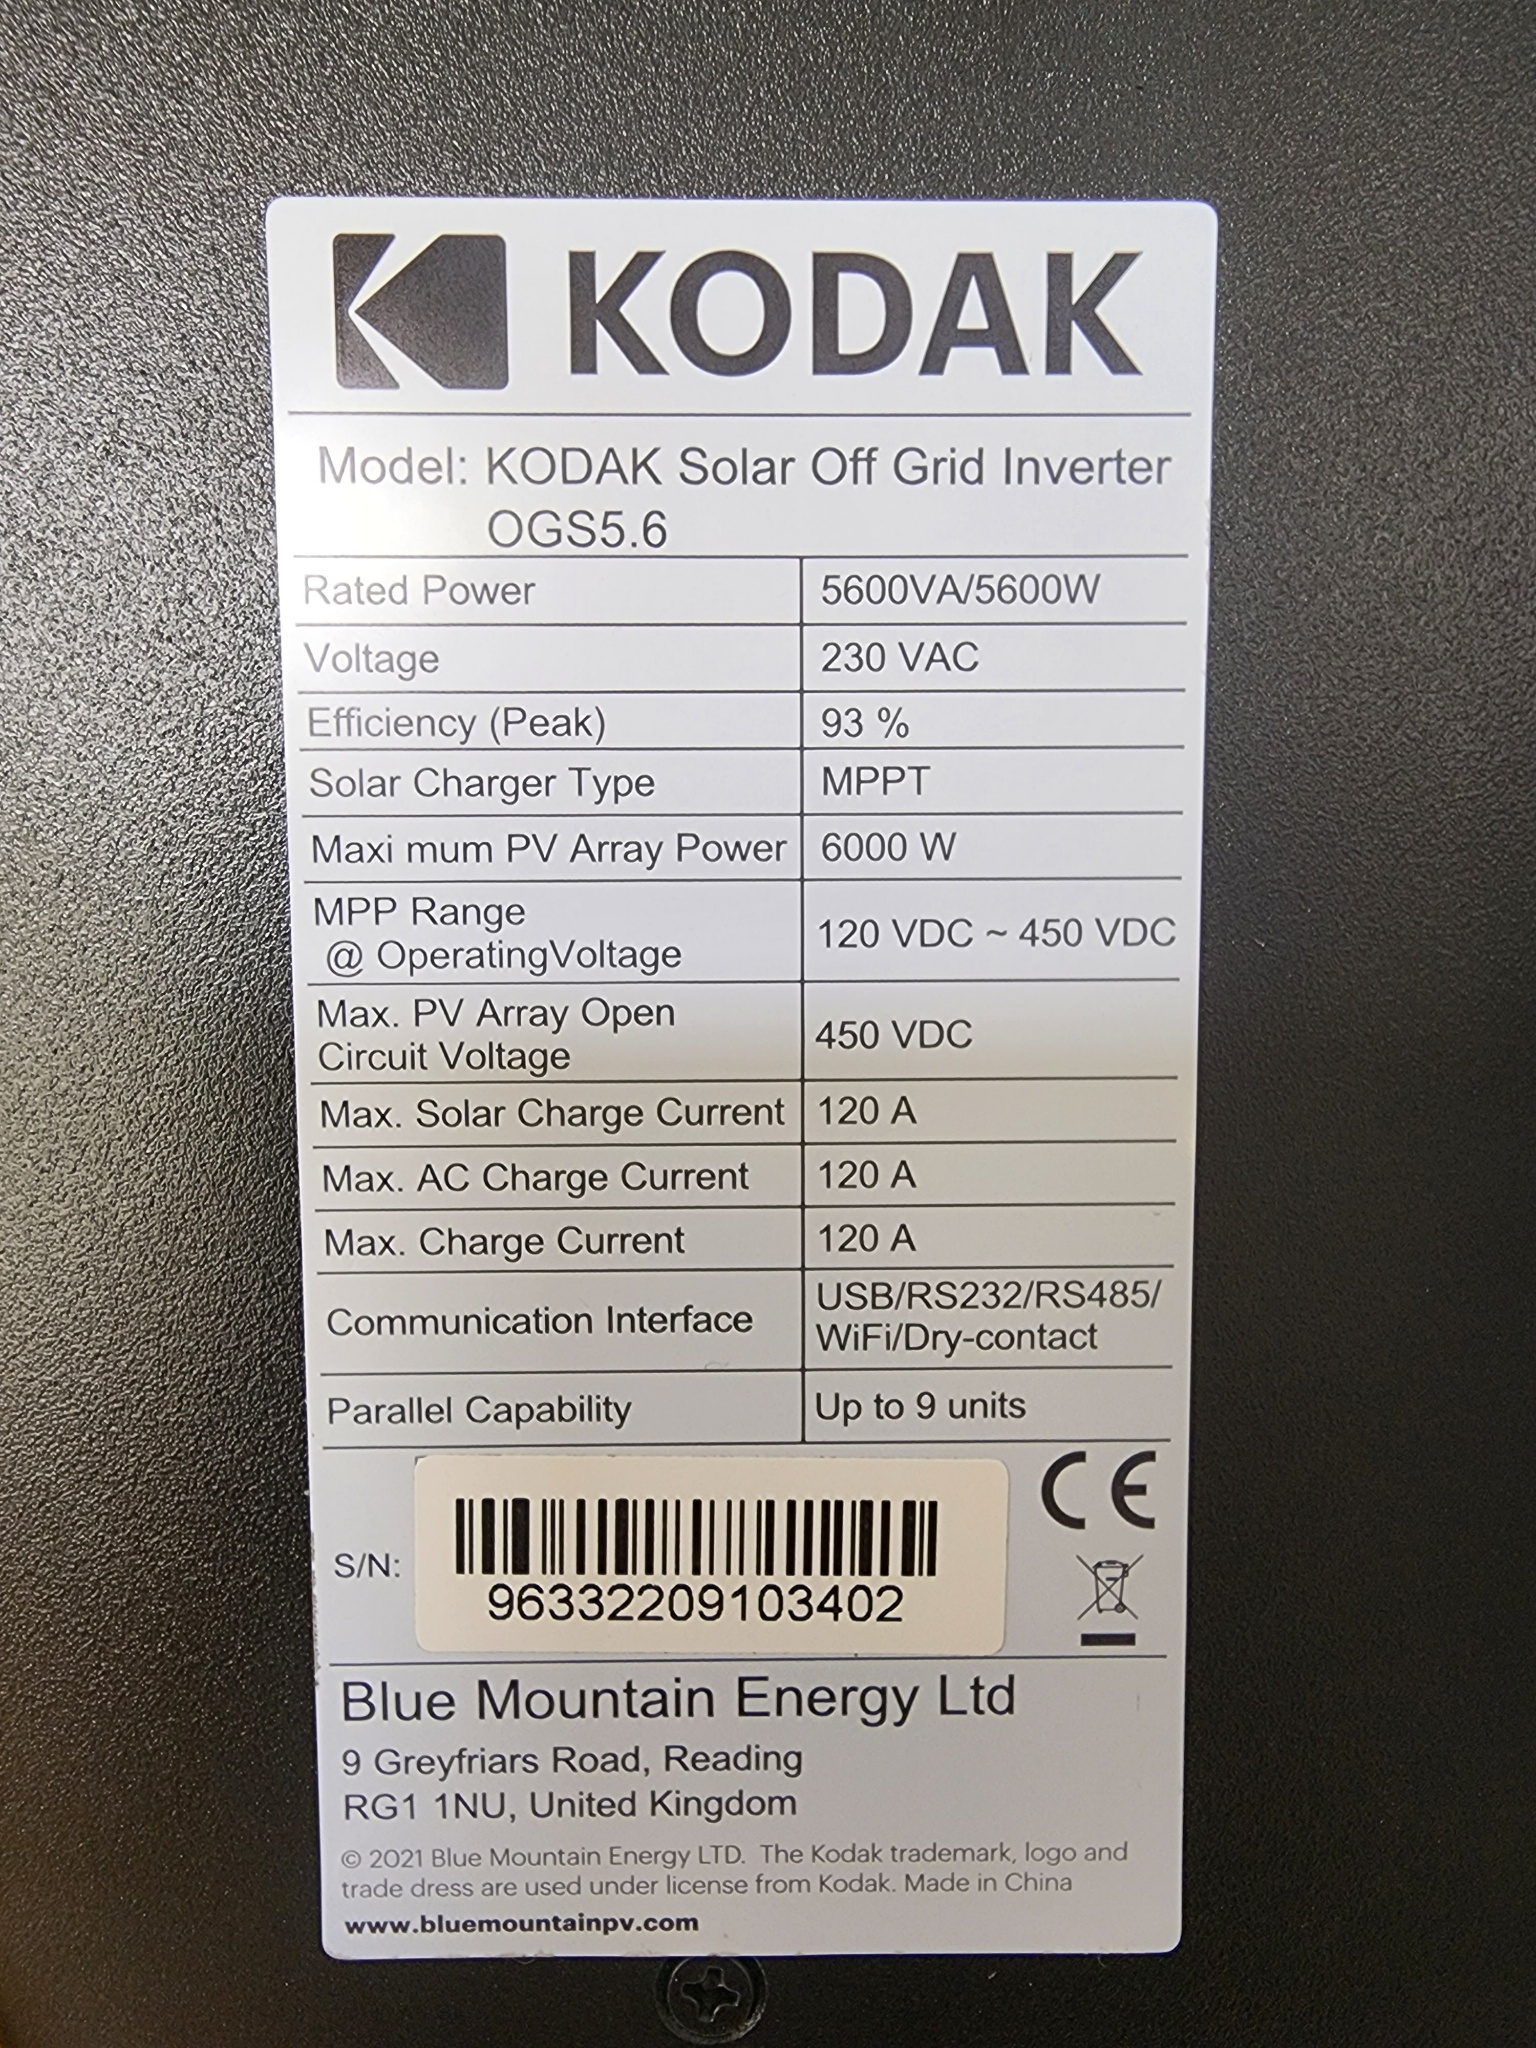 KODAK
Model: KODAK Solar Off Grid Inverter
OGS5.6
Rated Power 5600VA/5600W
Voltage 230 VAC
Efficiency (Peak) 93 %
Solar Charger Type MPPT
Maxi mum PV Array Power 6000 W
MPP Range
@ OperatingVoltage 120 VDC ~ 450 VDC
Max. PV Array Open
Circuit Voltage 450 VDC
Max. Solar Charge Current 120 A
Max. AC Charge Current 120 A
Max. Charge Current 120 A
Communication Interface USB/RS232/RS485/
WiFi/Dry-contact
Parallel Capability Up to 9 units
CE
S/N:
96332209103402
Blue Mountain Energy Ltd
9 Greyfriars Road, Reading
RG1 1NU, United Kingdom
© 2021 Blue Mountain Energy LTD. The Kodak trademark, logo and
trade dress are used under license from Kodak. Made in China
www.bluemountainpv.com